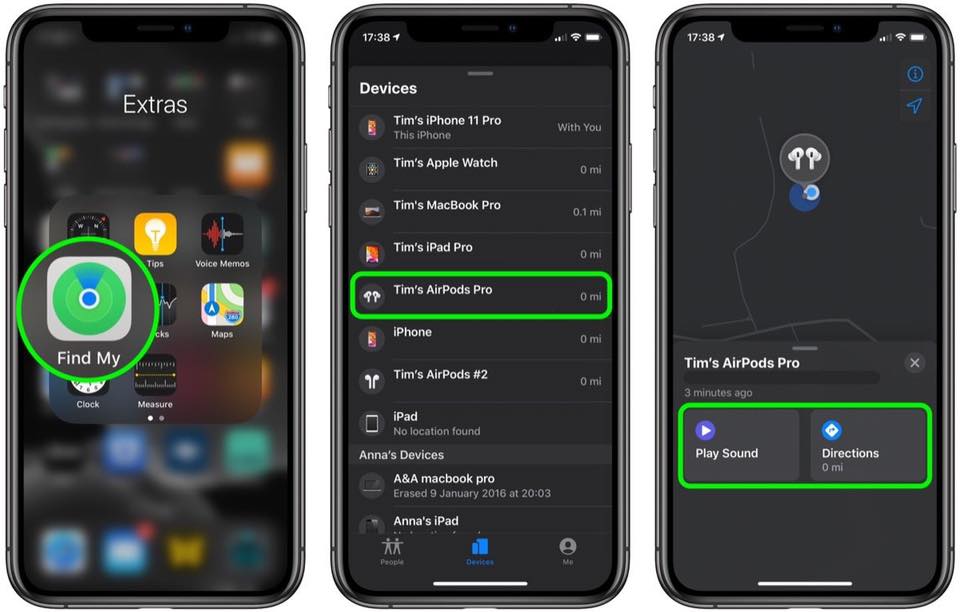 Extras
Tips
Voice Memos
Find My
cks
Maps
Clock
Measure
17:38
Devices
Tim's iPhone 11 Pro
This iPhone
With You
Tim's Apple Watch
0 mi
Tim's MacBook Pro
0.1 mi
Tim's iPad Pro
0 mi
Tim's AirPods Pro
0 mi
iPhone
0 mi
Tim's AirPods #2
0 mi
iPad
No location found
Anna's Devices
A&A macbook pro
Erased 9 January 2016 at 20:03
Anna's iPad
People
Devices
Me
17:38
Tim's AirPods Pro
3 minutes ago
Play Sound
Directions
0 mi